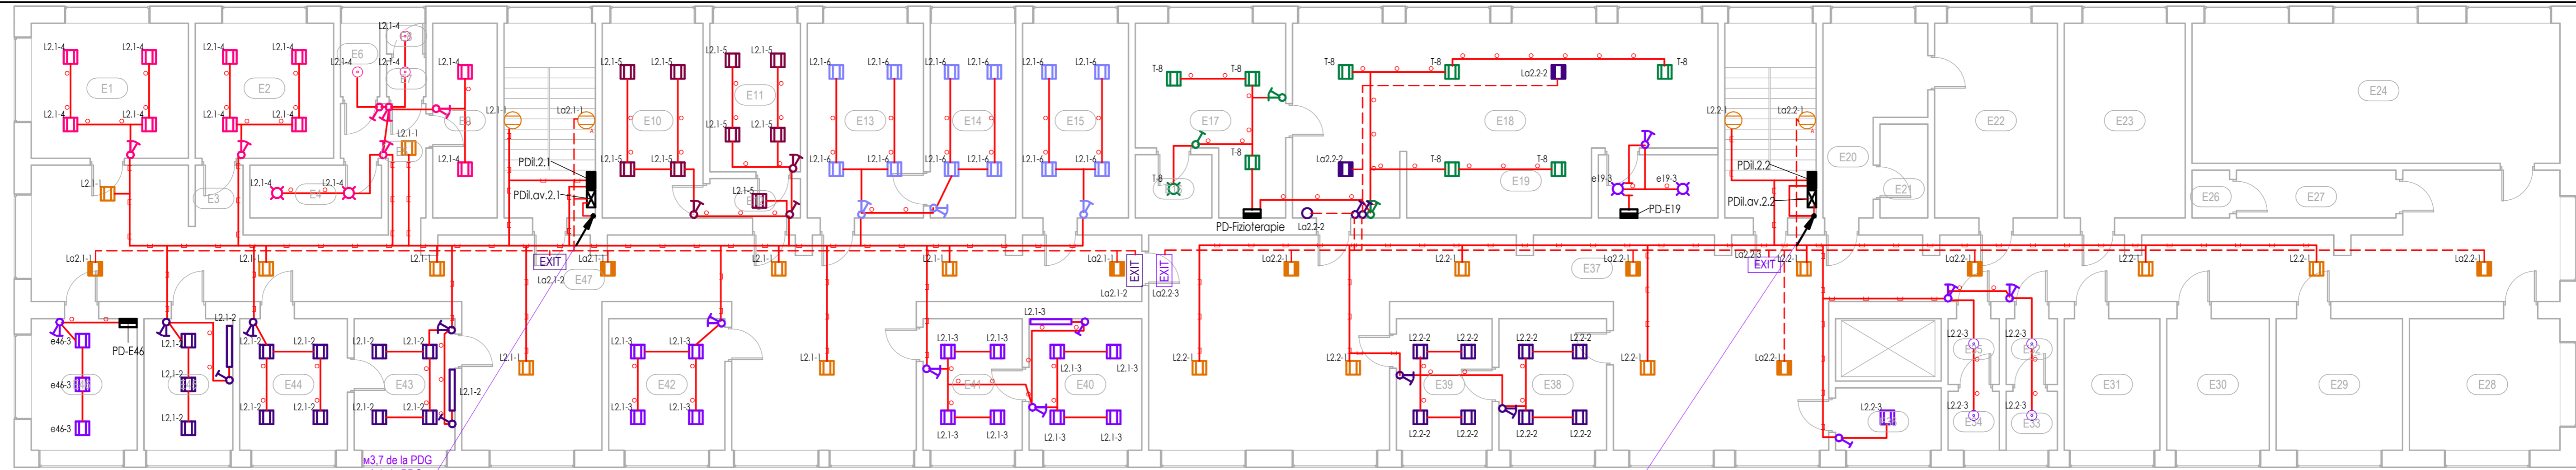 L2.1-4
L2.1-4
L2.1-4
L2.1-4
L2.1-4
E6
L2.1-4
L2.1-4
E7
L2.1-4
E1
E2
L2.1-4
L2.1-4
L2.1-4
L2.1-4
L2.1-1
L2.1-4
L2.1-1
E3
L2.1-4
L2.1-4
E4
L2.1-1
La2.1-1
PDil.2.1
PDil.av.2.1
L2.1-5
L2.1-5
E10
L2.1-5
L2.1-5
L2.1-5
L2.1-5
E11
L2.1-5
L2.1-5
L2.1-5
L2.1-6
L2.1-6
E13
L2.1-6
L2.1-6
L2.1-6
L2.1-6
E14
L2.1-6
L2.1-6
L2.1-6
L2.1-6
E15
L2.1-6
L2.1-6
T-8
T-8
E17
T-8
T-8
PD-Fizioterapie
La2.2-2
T-8
T-8
La2.2-2
T-8
E18
La2.2-2
T-8
T-8
E19
e19-3
e19-3
PD-E19
L2.2-1
La2.2-1
PDil.2.2
PDil.av.2.2
E20
E21
E22
E23
E24
E26
E27
La2.1-1
L2.1-1
L2.1-1
EXIT
La2.1-2
La2.1-1
E47
L2.1-1
L2.1-1
La2.1-1
La2.1-2
EXIT
EXIT
La2.2-3
La2.2-1
L2.2-1
E37
La2.2-1
La2.2-3
EXIT
L2.2-1
La2.2-1
L2.2-1
L2.2-1
La2.2-1
e46-3
e46-3
e46-3
PD-E46
L2.1-2
L2.1-2
L2.1-2
L2.1-2
L2.1-2
L2.1-2
E44
L2.1-2
L2.1-2
L2.1-2
L2.1-2
E43
L2.1-2
L2.1-2
L2.1-2
L2.1-1
L2.1-3
L2.1-3
E42
L2.1-3
L2.1-3
L2.1-1
L2.1-3
L2.1-3
E41
L2.1-3
L2.1-3
L2.1-3
L2.1-3
L2.1-3
E40
L2.1-3
L2.1-3
L2.2-1
L2.2-1
L2.2-2
L2.2-2
E39
L2.2-2
L2.2-2
L2.2-2
L2.2-2
E38
L2.2-2
L2.2-2
L2.2-1
La2.2-1
L2.2-3
L2.2-3
L2.2-3
L2.2-3
L2.2-3
E34
E33
E31
E30
E29
E28
м3,7 de la PDG